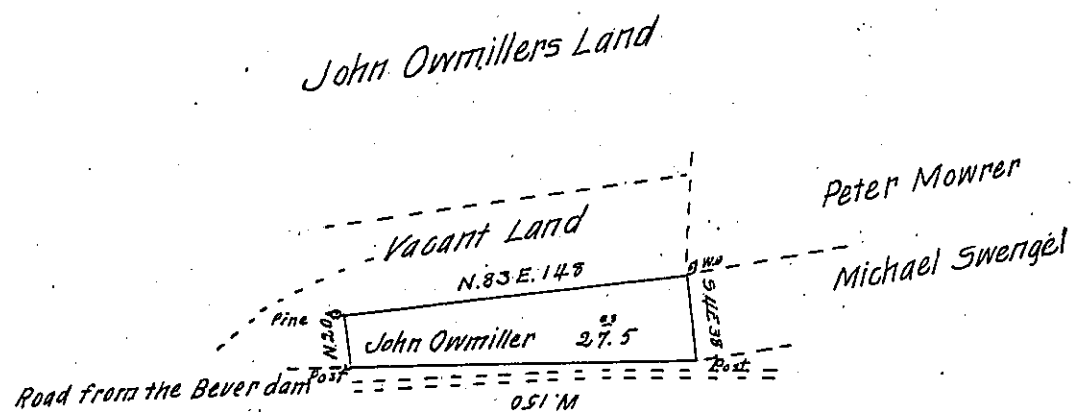 John Owmillers Land
Peter Mowrer
Vacant Land
Michael Swengel
N.83.E.148
W.O
Pine
N.20
S 4 E 38
John Owmiller 27.5
Post
Post
Road from the Bever dam
W.150